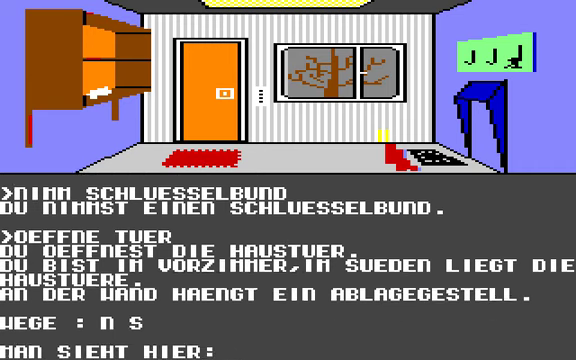 >NIMM SCHLUESSELBUND
DU NIMMST EINEN SCHLUESSELBUND.
>OEFFNE TUER
DU OEFFNEST DIE HAUSTUER.
DU BIST IM VORZIMMER,IM SUEDEN LIEGT DIE
HAUSTUERE.
AN DER WAND HAENGT EIN ABLAGEGESTELL.
WEGE : N S
MAN SIEHT HIER: